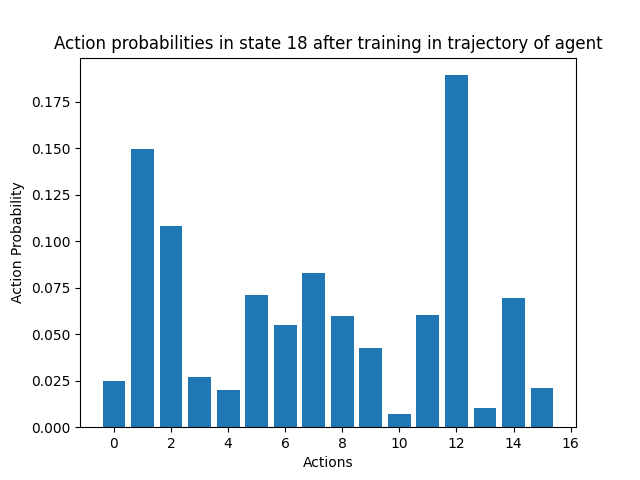 Action probabilities in state 18 after training in trajectory of agent
0.175
0.150
0.125
0.100
0.075
0.050
0.025
0.000
Action Probability
0 2 4 6 8 10 12 14 16
Actions